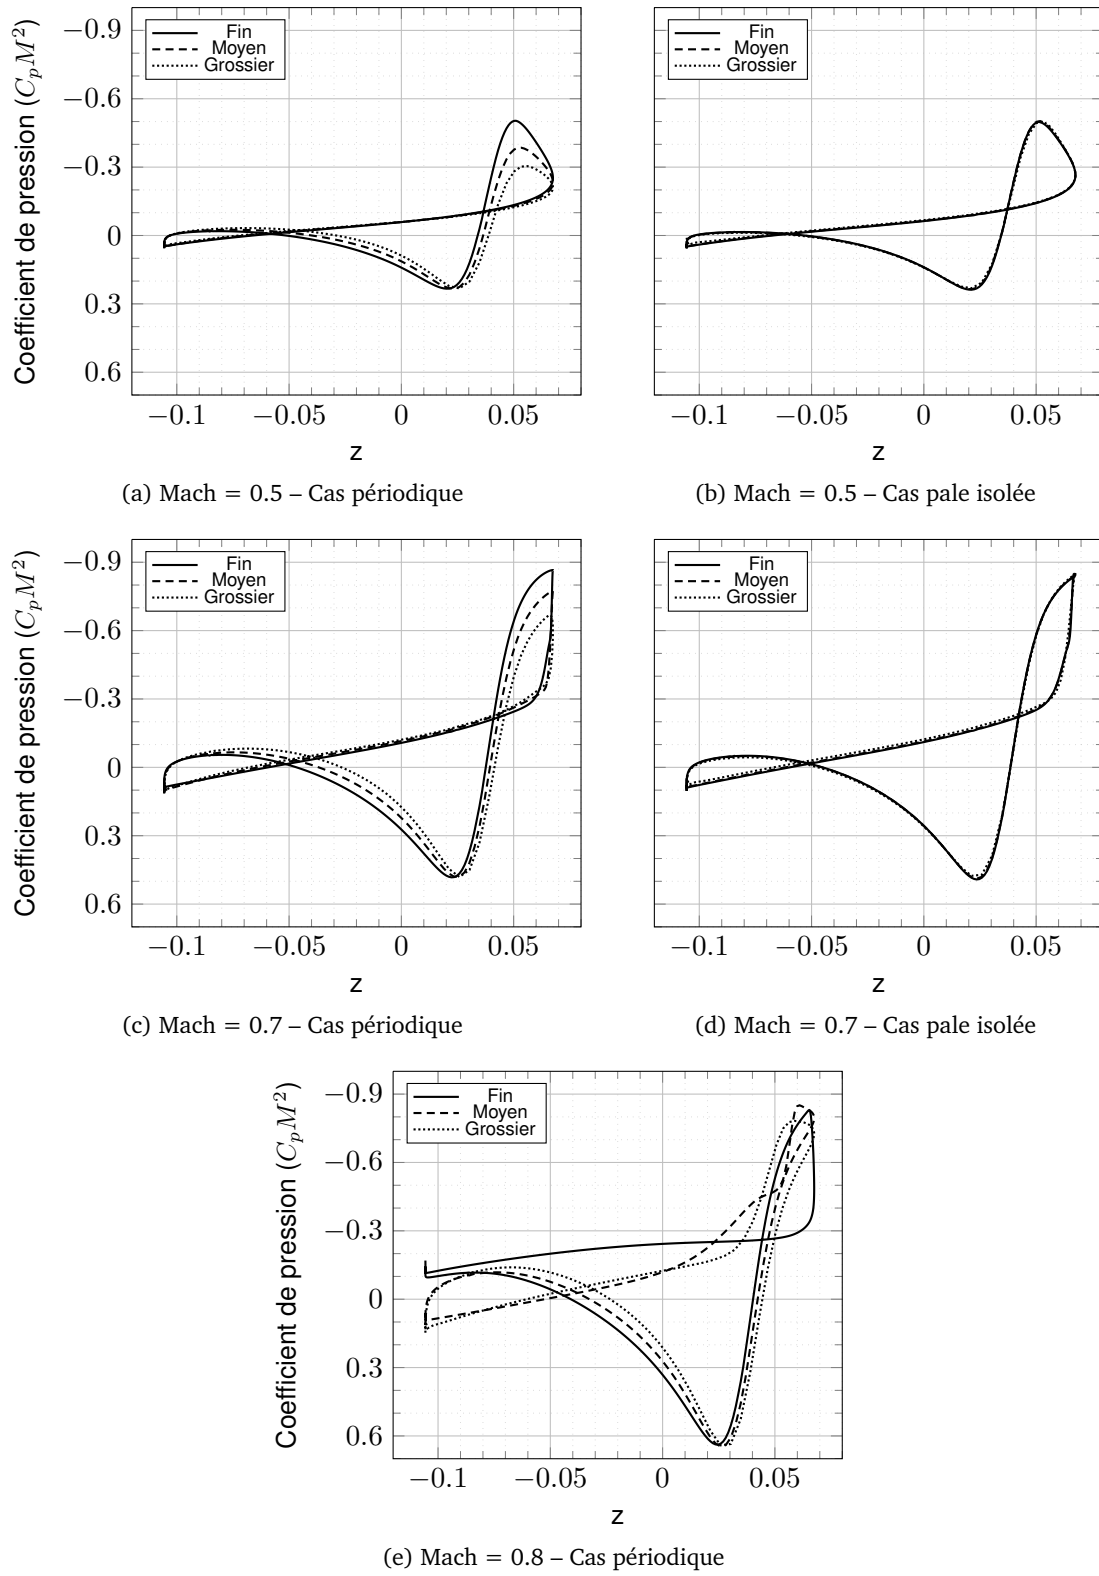 Coefficient de pression ($C_pM^2$)
−0.9
−0.6
−0.3
0
0.3
0.6
Fin
Moyen
Grossier
−0.1
−0.05
0
0.05
z
(a) Mach = 0.5 – Cas périodique
Fin
Moyen
Grossier
−0.1
−0.05
0
0.05
z
(b) Mach = 0.5 – Cas pale isolée
Coefficient de pression ($C_pM^2$)
−0.9
−0.6
−0.3
0
0.3
0.6
Fin
Moyen
Grossier
−0.1
−0.05
0
0.05
z
(c) Mach = 0.7 – Cas périodique
Fin
Moyen
Grossier
−0.1
−0.05
0
0.05
z
(d) Mach = 0.7 – Cas pale isolée
Coefficient de pression ($C_pM^2$)
−0.9
−0.6
−0.3
0
0.3
0.6
Fin
Moyen
Grossier
−0.1
−0.05
0
0.05
z
(e) Mach = 0.8 – Cas périodique